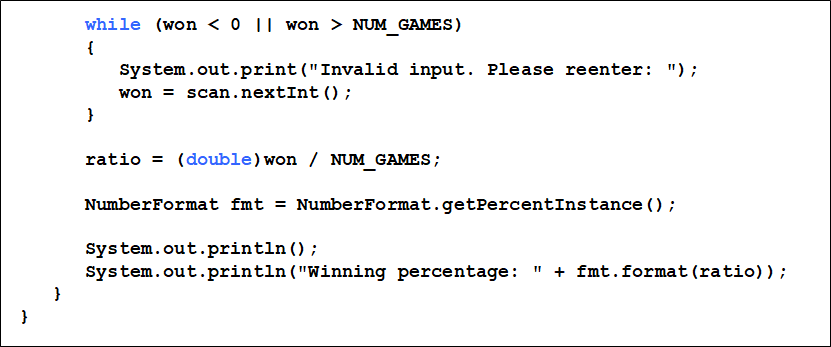 while (won < 0 || won > NUM_GAMES)
{
System.out.print("Invalid input. Please reenter: ");
won = scan.nextInt();
}
ratio = (double)won / NUM_GAMES;
NumberFormat fmt = NumberFormat.getPercentInstance();
System.out.println();
System.out.println("Winning percentage: " + fmt.format(ratio));
}
}